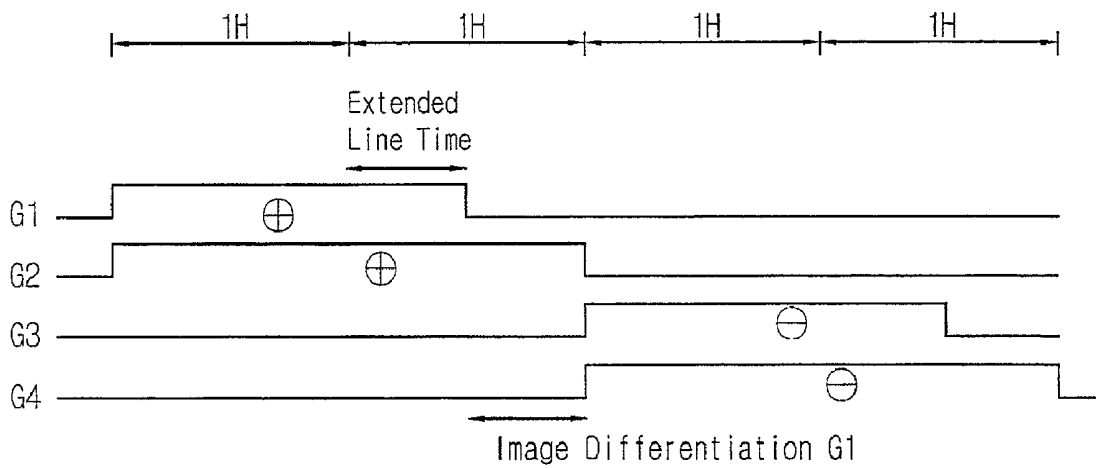 1H 1H 1H 1H
Extended
Line Time
G1
⊕
G2
⊕
G3
⊖
G4
⊖
Image Differentiation G1